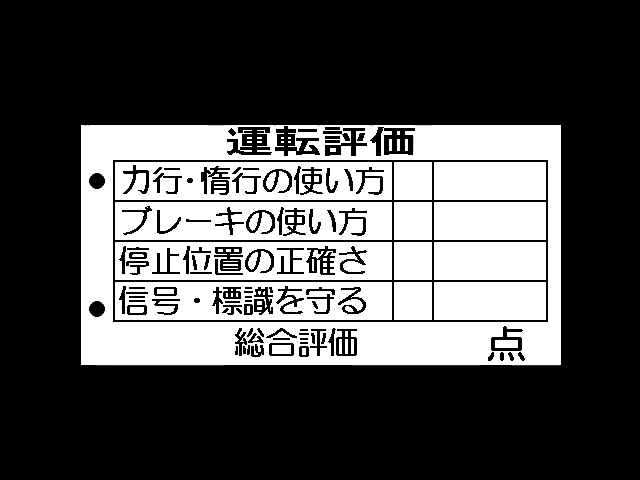 運転評価
力行・惰行の使い方
ブレーキの使い方
停止位置の正確さ
信号・標識を守る
総合評価 点